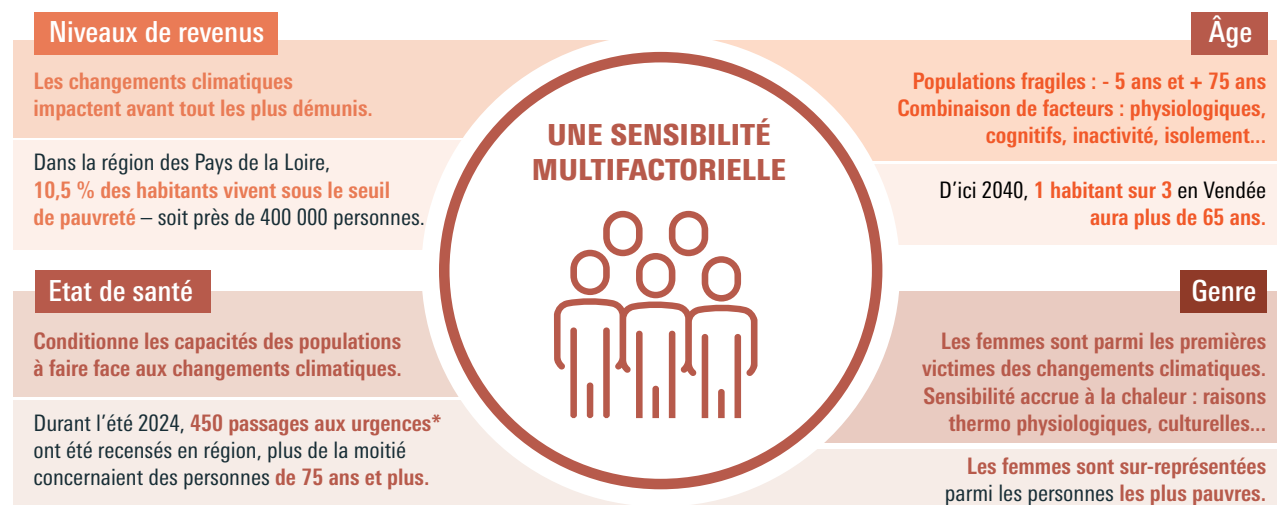 Niveaux de revenus
Les changements climatiques
impactent avant tout les plus démunis.
Dans la région des Pays de la Loire,
10,5 % des habitants vivent sous le seuil
de pauvreté – soit près de 400 000 personnes.
Etat de santé
Conditionne les capacités des populations
à faire face aux changements climatiques.
Durant l'été 2024, 450 passages aux urgences*
ont été recensés en région, plus de la moitié
concernaient des personnes de 75 ans et plus.
UNE SENSIBILITÉ
MULTIFACTORIELLE
Âge
Populations fragiles : - 5 ans et + 75 ans
Combinaison de facteurs : physiologiques,
cognitifs, inactivité, isolement...
D'ici 2040, 1 habitant sur 3 en Vendée
aura plus de 65 ans.
Genre
Les femmes sont parmi les premières
victimes des changements climatiques.
Sensibilité accrue à la chaleur : raisons
thermo physiologiques, culturelles...
Les femmes sont sur-représentées
parmi les personnes les plus pauvres.